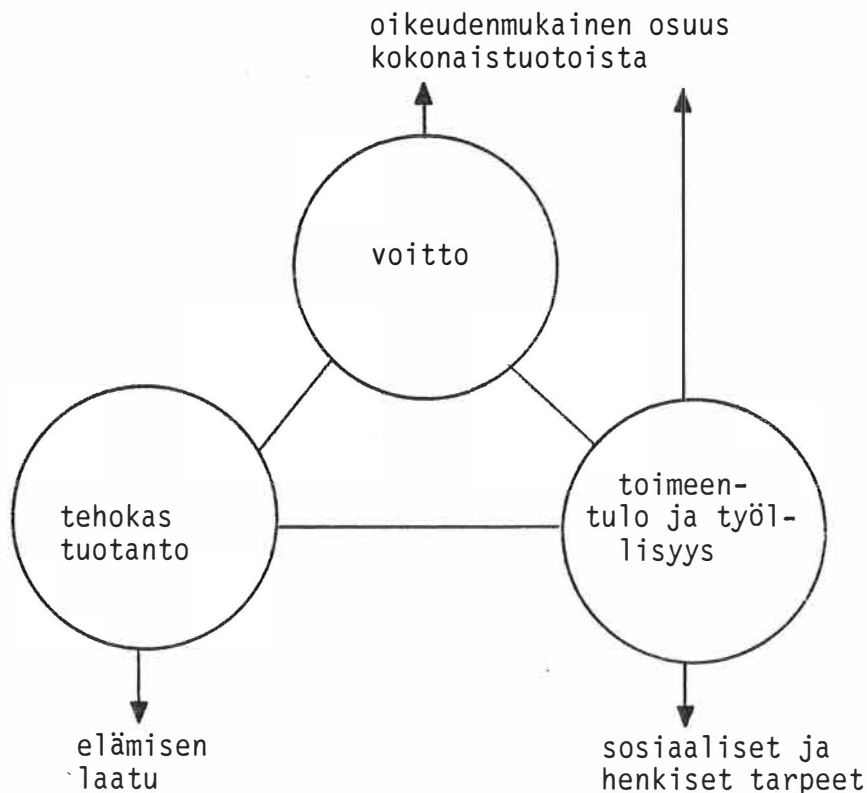 oikeudenmukainen osuus
kokonaistuotoista
voitto
tehokas
tuotanto
toimeen-
tulo ja työl-
lisyys
elämisen
laatu
sosiaaliset ja
henkiset tarpeet